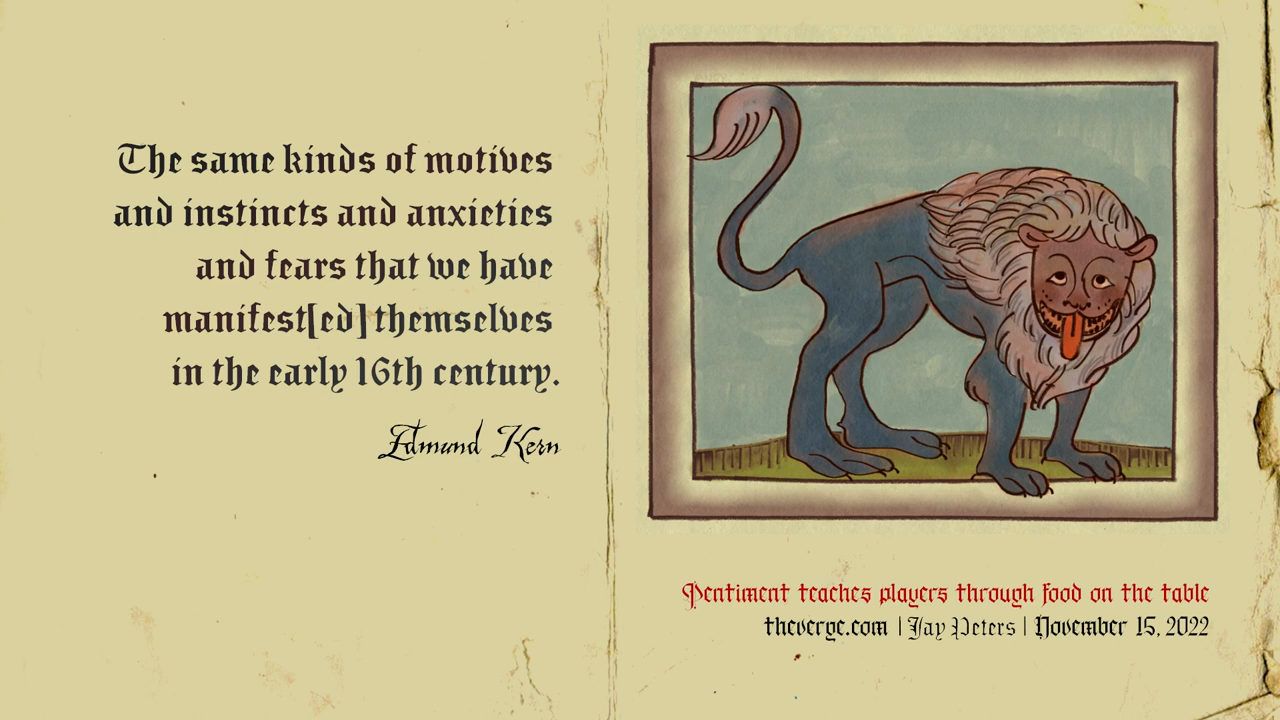 The same kinds of motives
and instincts and anxieties
and fears that we have
manifest[ed] themselves
in the early 16th century.
Edmund Kern
Pentiment teaches players through food on the table
theverge.com | Jay Peters | November 15, 2022